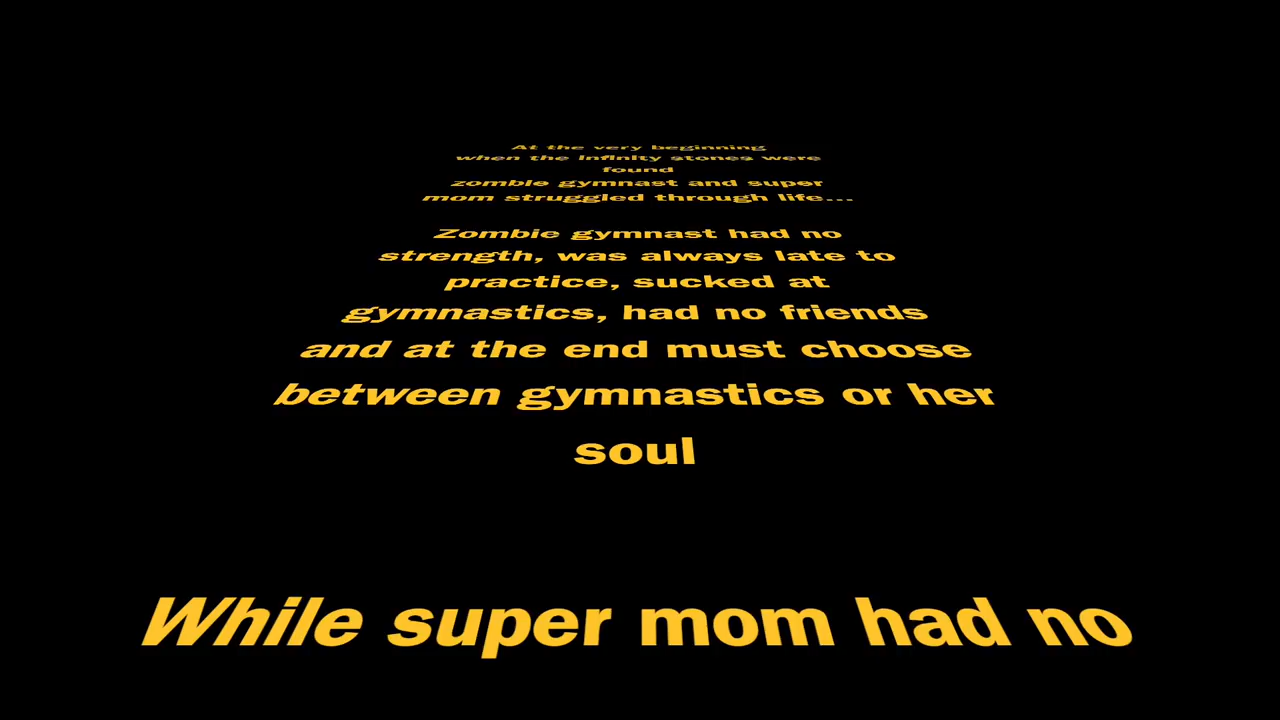 At the very beginning
when the infinity stones were
found
zombie gymnast and super
mom struggled through life...
Zombie gymnast had no
strength, was always late to
practice, sucked at
gymnastics, had no friends
and at the end must choose
between gymnastics or her
soul
While super mom had no